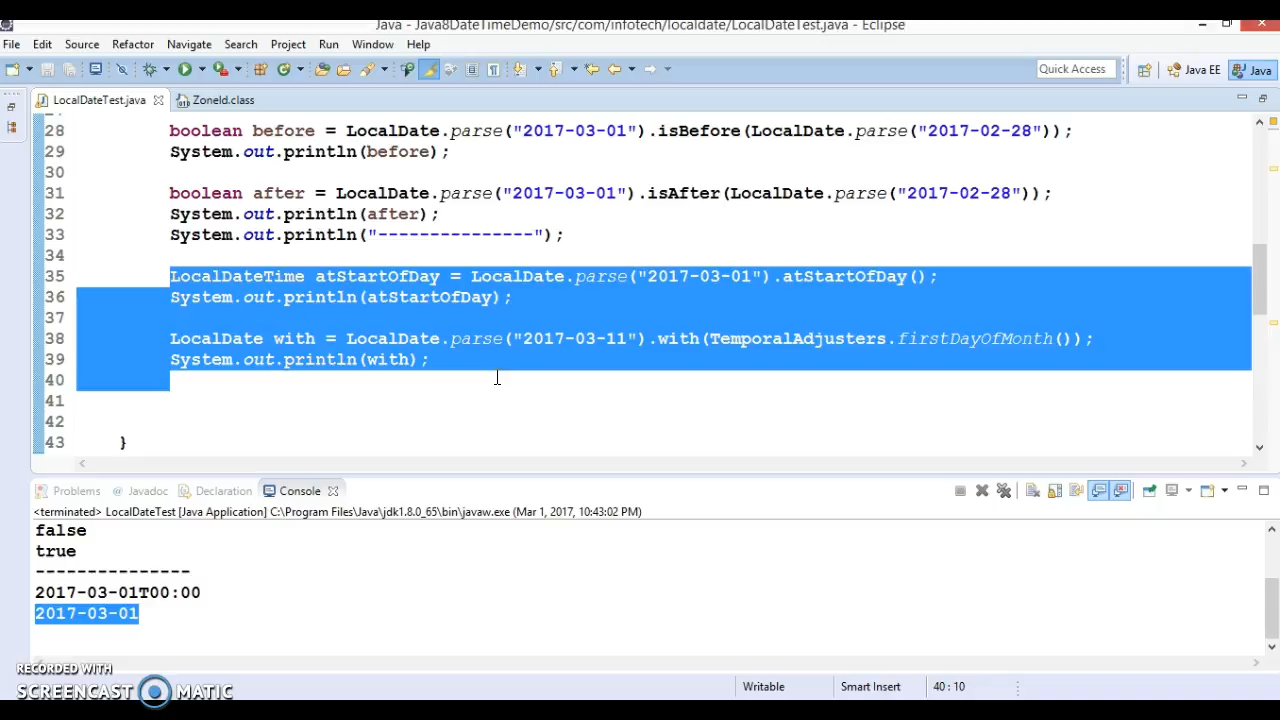 Java - Java8DateTimeDemo/src/com/infotech/localdate/LocalDateTest.java - Eclipse
File Edit Source Refactor Navigate Search Project Run Window Help
Quick Access Java EE Java
LocalDateTest.java ZoneId.class
28 boolean before = LocalDate.parse("2017-03-01").isBefore(LocalDate.parse("2017-02-28"));
29 System.out.println(before);
30
31 boolean after = LocalDate.parse("2017-03-01").isAfter(LocalDate.parse("2017-02-28"));
32 System.out.println(after);
33 System.out.println("---------------");
34
35 LocalDateTime atStartOfDay = LocalDate.parse("2017-03-01").atStartOfDay();
36 System.out.println(atStartOfDay);
37
38 LocalDate with = LocalDate.parse("2017-03-11").with(TemporalAdjusters.firstDayOfMonth());
39 System.out.println(with);
40
41
42
43 }
Problems @ Javadoc Declaration Console
<terminated> LocalDateTest [Java Application] C:\Program Files\Java\jdk1.8.0_65\bin\javaw.exe (Mar 1, 2017, 10:43:02 PM)
false
true
---------------
2017-03-01T00:00
2017-03-01
RECORDED WITH
SCREENCAST MATIC
Writable Smart Insert 40 : 10